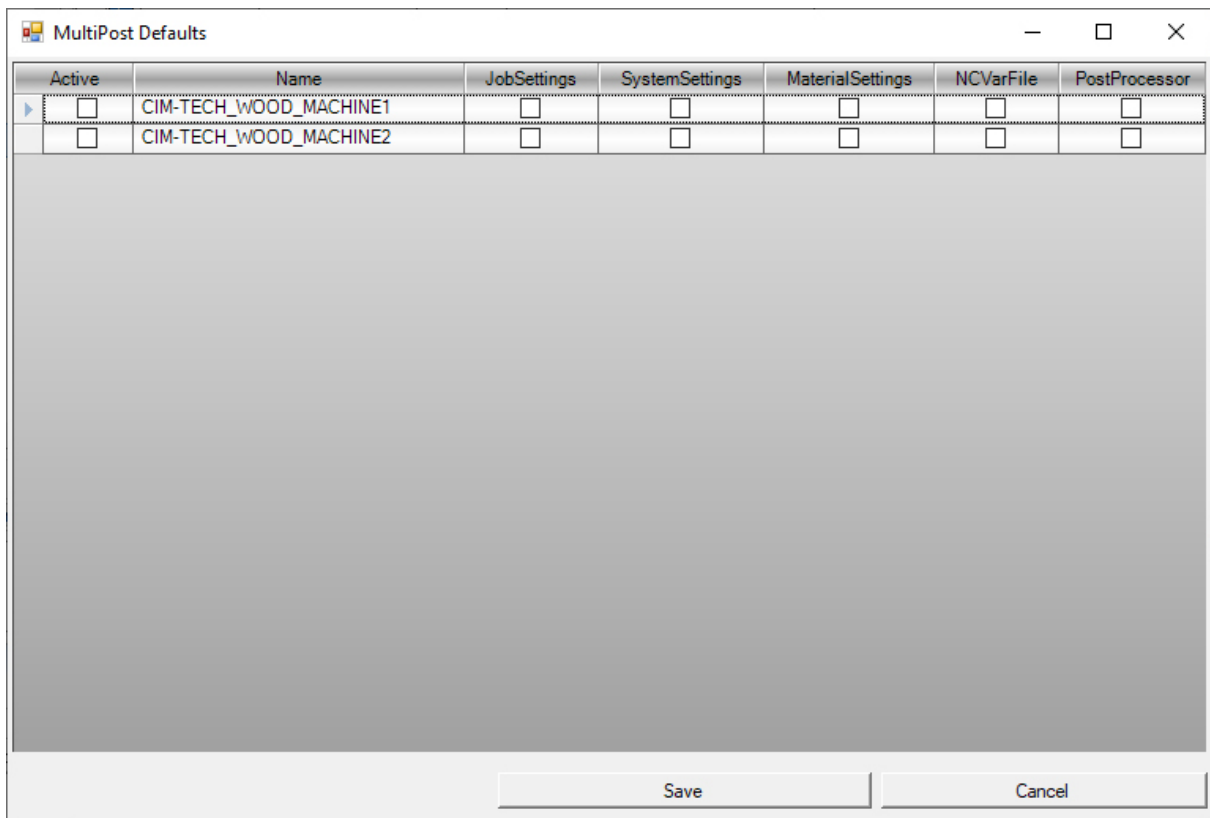 MultiPost Defaults
Active Name JobSettings SystemSettings MaterialSettings NCVarFile PostProcessor
CIM-TECH_WOOD_MACHINE1
CIM-TECH_WOOD_MACHINE2
Save Cancel